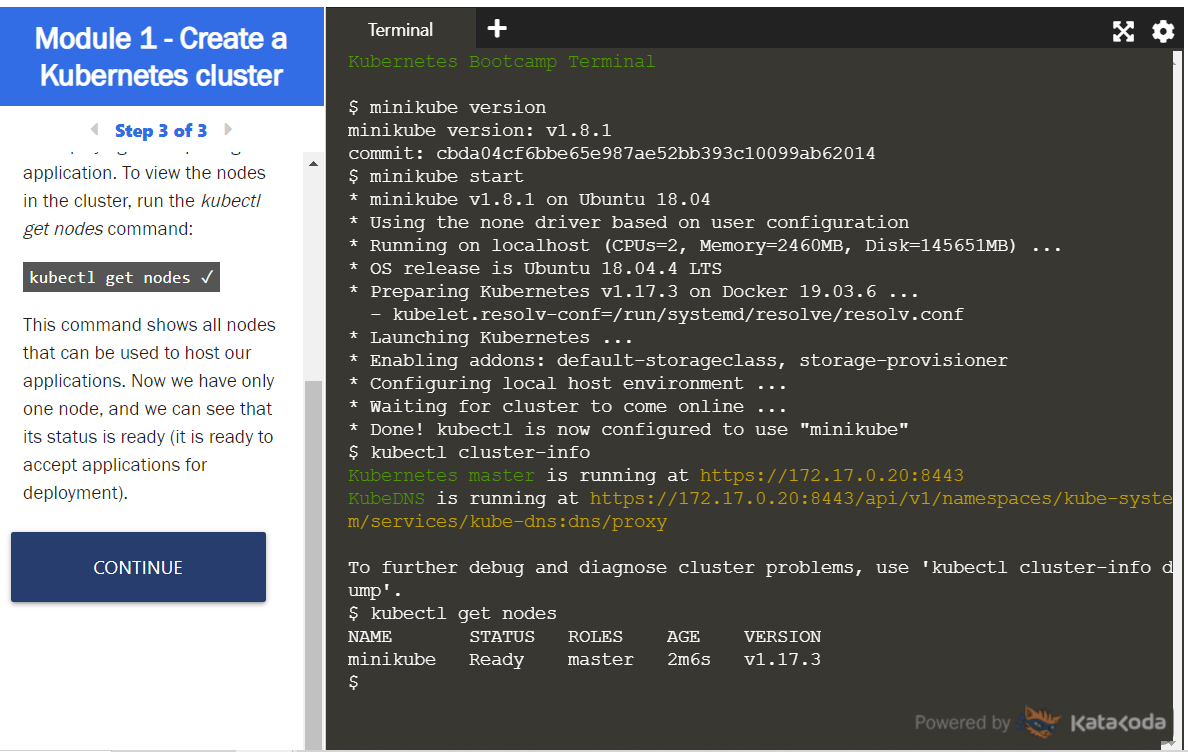 Module 1 - Create a
Kubernetes cluster
Step 3 of 3
application. To view the nodes
in the cluster, run the kubectl
get nodes command:
kubectl get nodes ✓
This command shows all nodes
that can be used to host our
applications. Now we have only
one node, and we can see that
its status is ready (it is ready to
accept applications for
deployment).
CONTINUE
Terminal
Kubernetes Bootcamp Terminal
$ minikube version
minikube version: v1.8.1
commit: cbda04cf6bbe65e987ae52bb393c10099ab62014
$ minikube start
* minikube v1.8.1 on Ubuntu 18.04
* Using the none driver based on user configuration
* Running on localhost (CPUs=2, Memory=2460MB, Disk=145651MB) ...
* OS release is Ubuntu 18.04.4 LTS
* Preparing Kubernetes v1.17.3 on Docker 19.03.6 ...
  - kubelet.resolv-conf=/run/systemd/resolve/resolv.conf
* Launching Kubernetes ...
* Enabling addons: default-storageclass, storage-provisioner
* Configuring local host environment ...
* Waiting for cluster to come online ...
* Done! kubectl is now configured to use "minikube"
$ kubectl cluster-info
Kubernetes master is running at https://172.17.0.20:8443
KubeDNS is running at https://172.17.0.20:8443/api/v1/namespaces/kube-syste
m/services/kube-dns:dns/proxy
To further debug and diagnose cluster problems, use 'kubectl cluster-info d
ump'.
$ kubectl get nodes
NAME STATUS ROLES AGE VERSION
minikube Ready master 2m6s v1.17.3
$
Powered by Katacoda